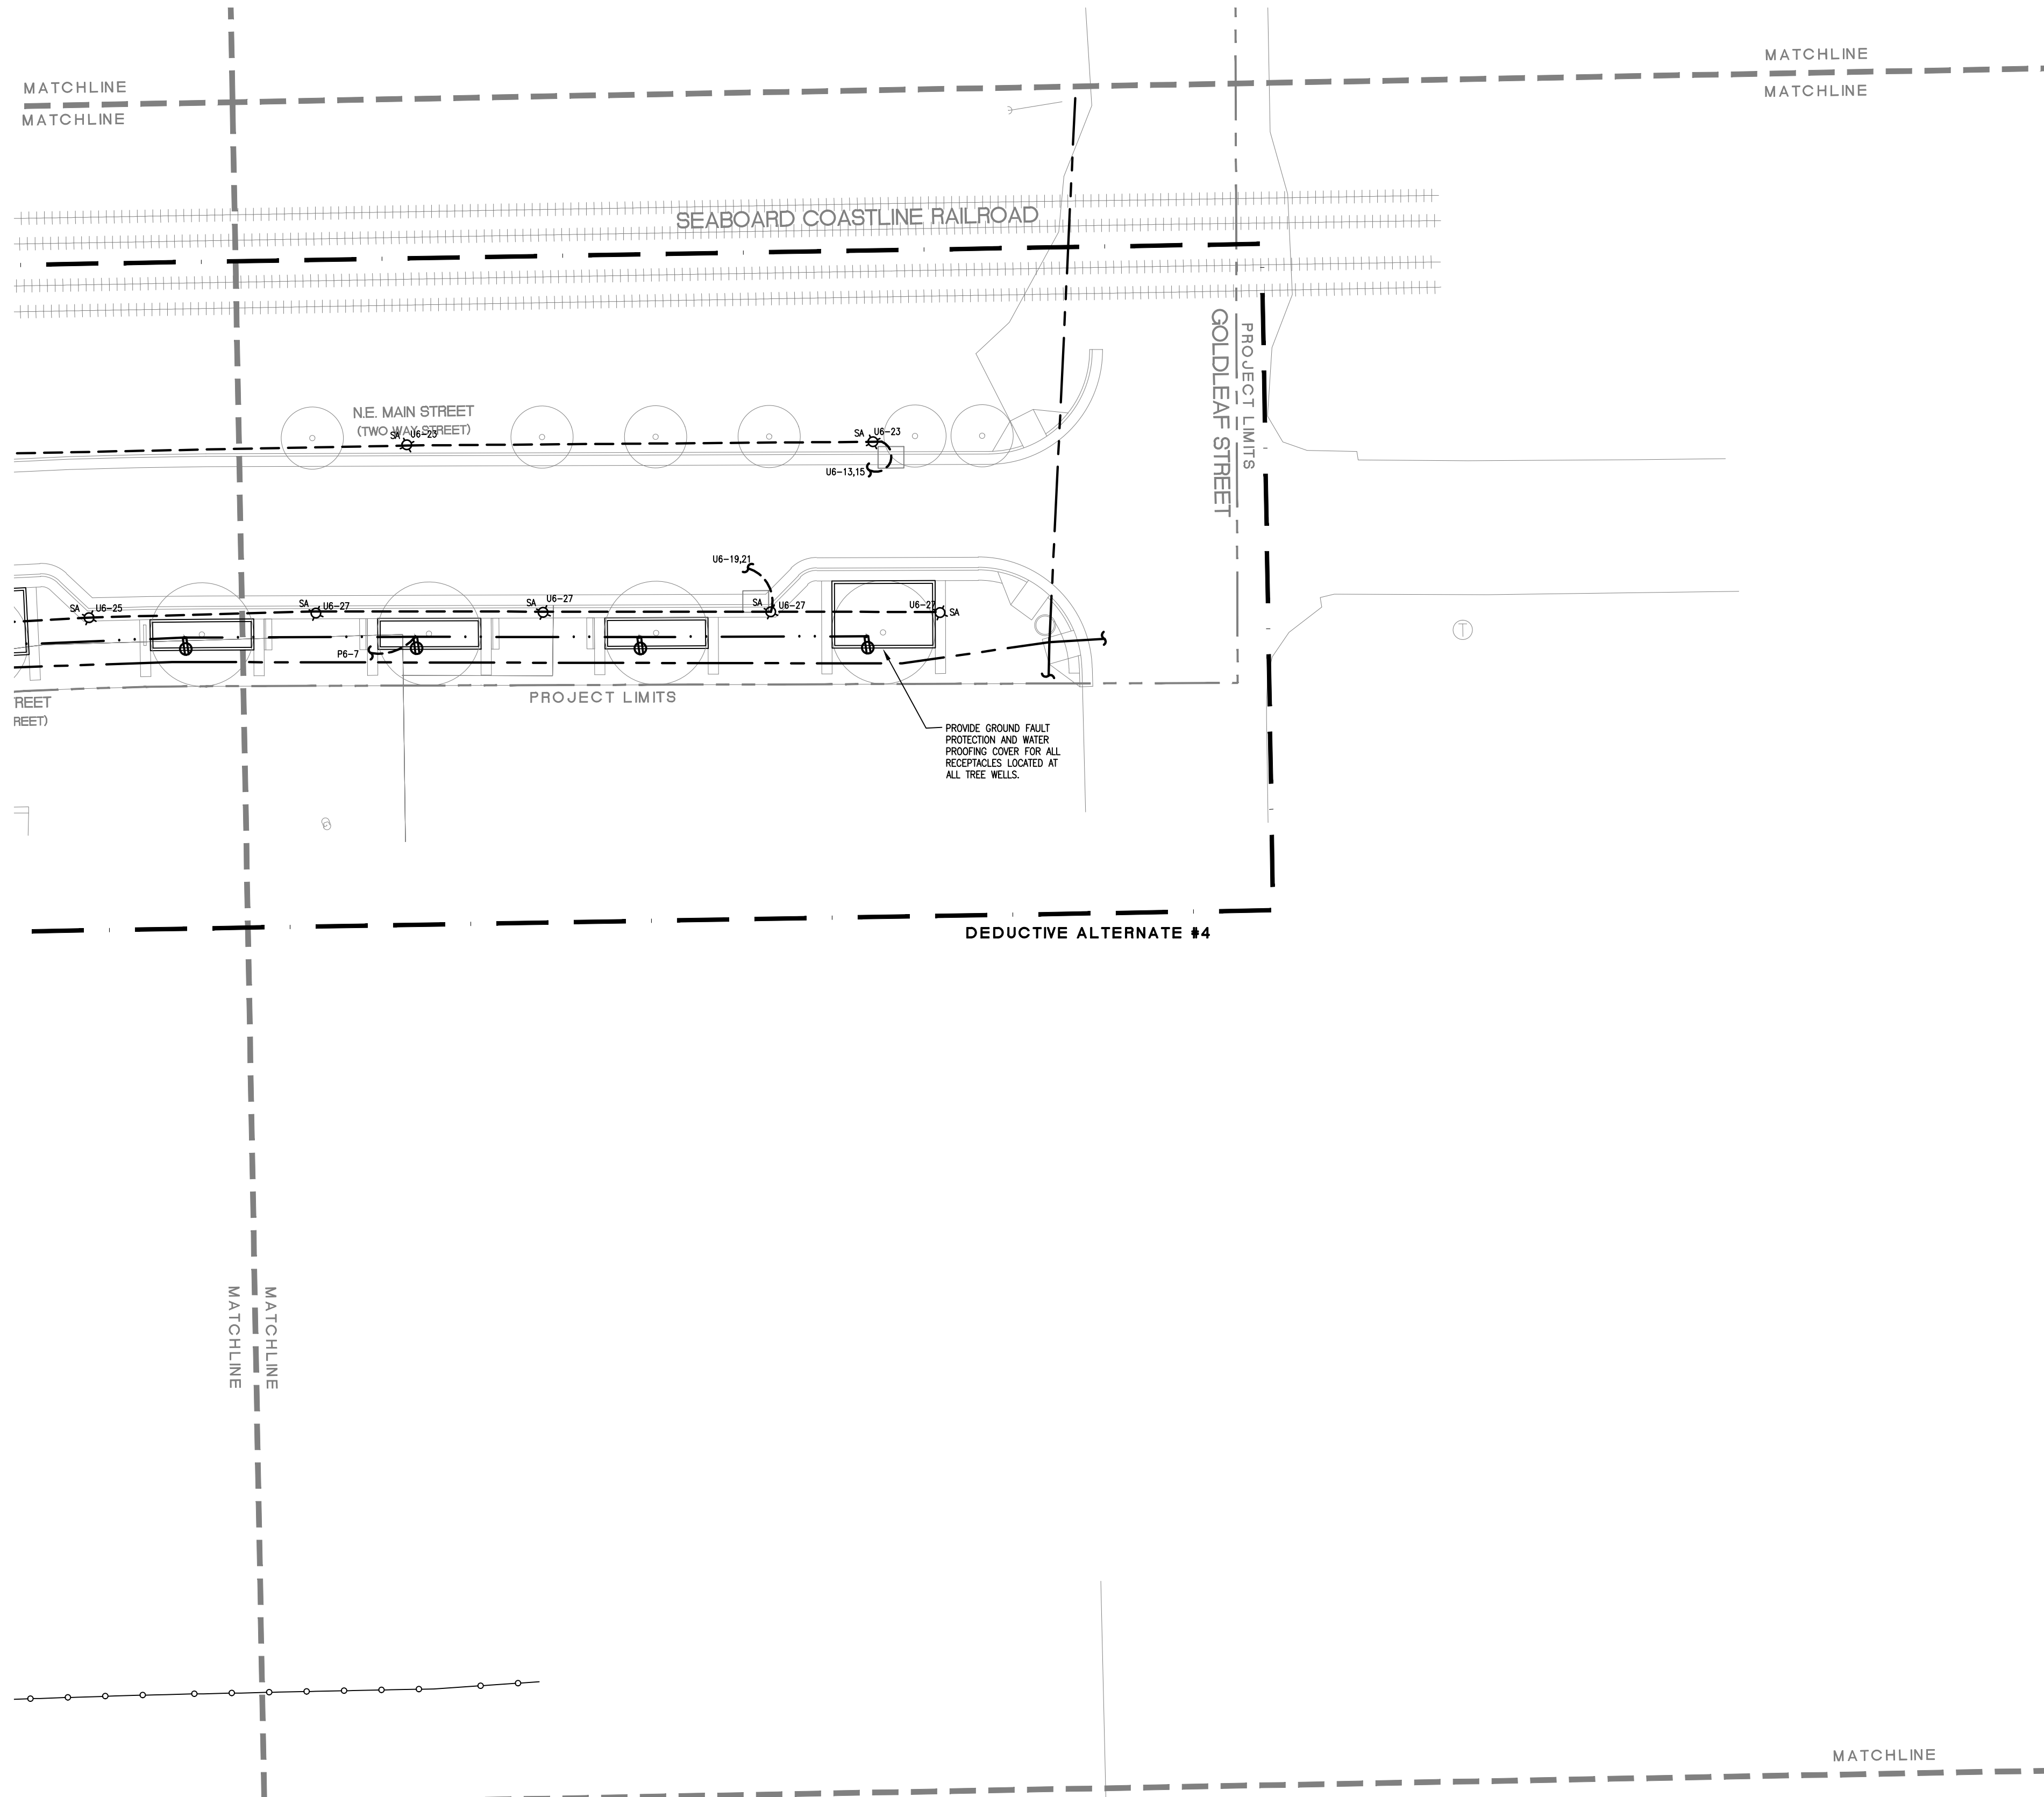 MATCHLINE
MATCHLINE
MATCHLINE
MATCHLINE
SEABOARD COASTLINE RAILROAD
GOLDLEAF STREET
PROJECT LIMITS
N.E. MAIN STREET
(TWO WAY STREET)
SA U6-23
SA U6-23
U6-13,15
U6-19,21
SA U6-25
SA U6-27
SA U6-27
SA U6-27
U6-27 SA
P6-7
T
REET
REET)
PROJECT LIMITS
PROVIDE GROUND FAULT
PROTECTION AND WATER
PROOFING COVER FOR ALL
RECEPTACLES LOCATED AT
ALL TREE WELLS.
DEDUCTIVE ALTERNATE #4
MATCHLINE
MATCHLINE
MATCHLINE